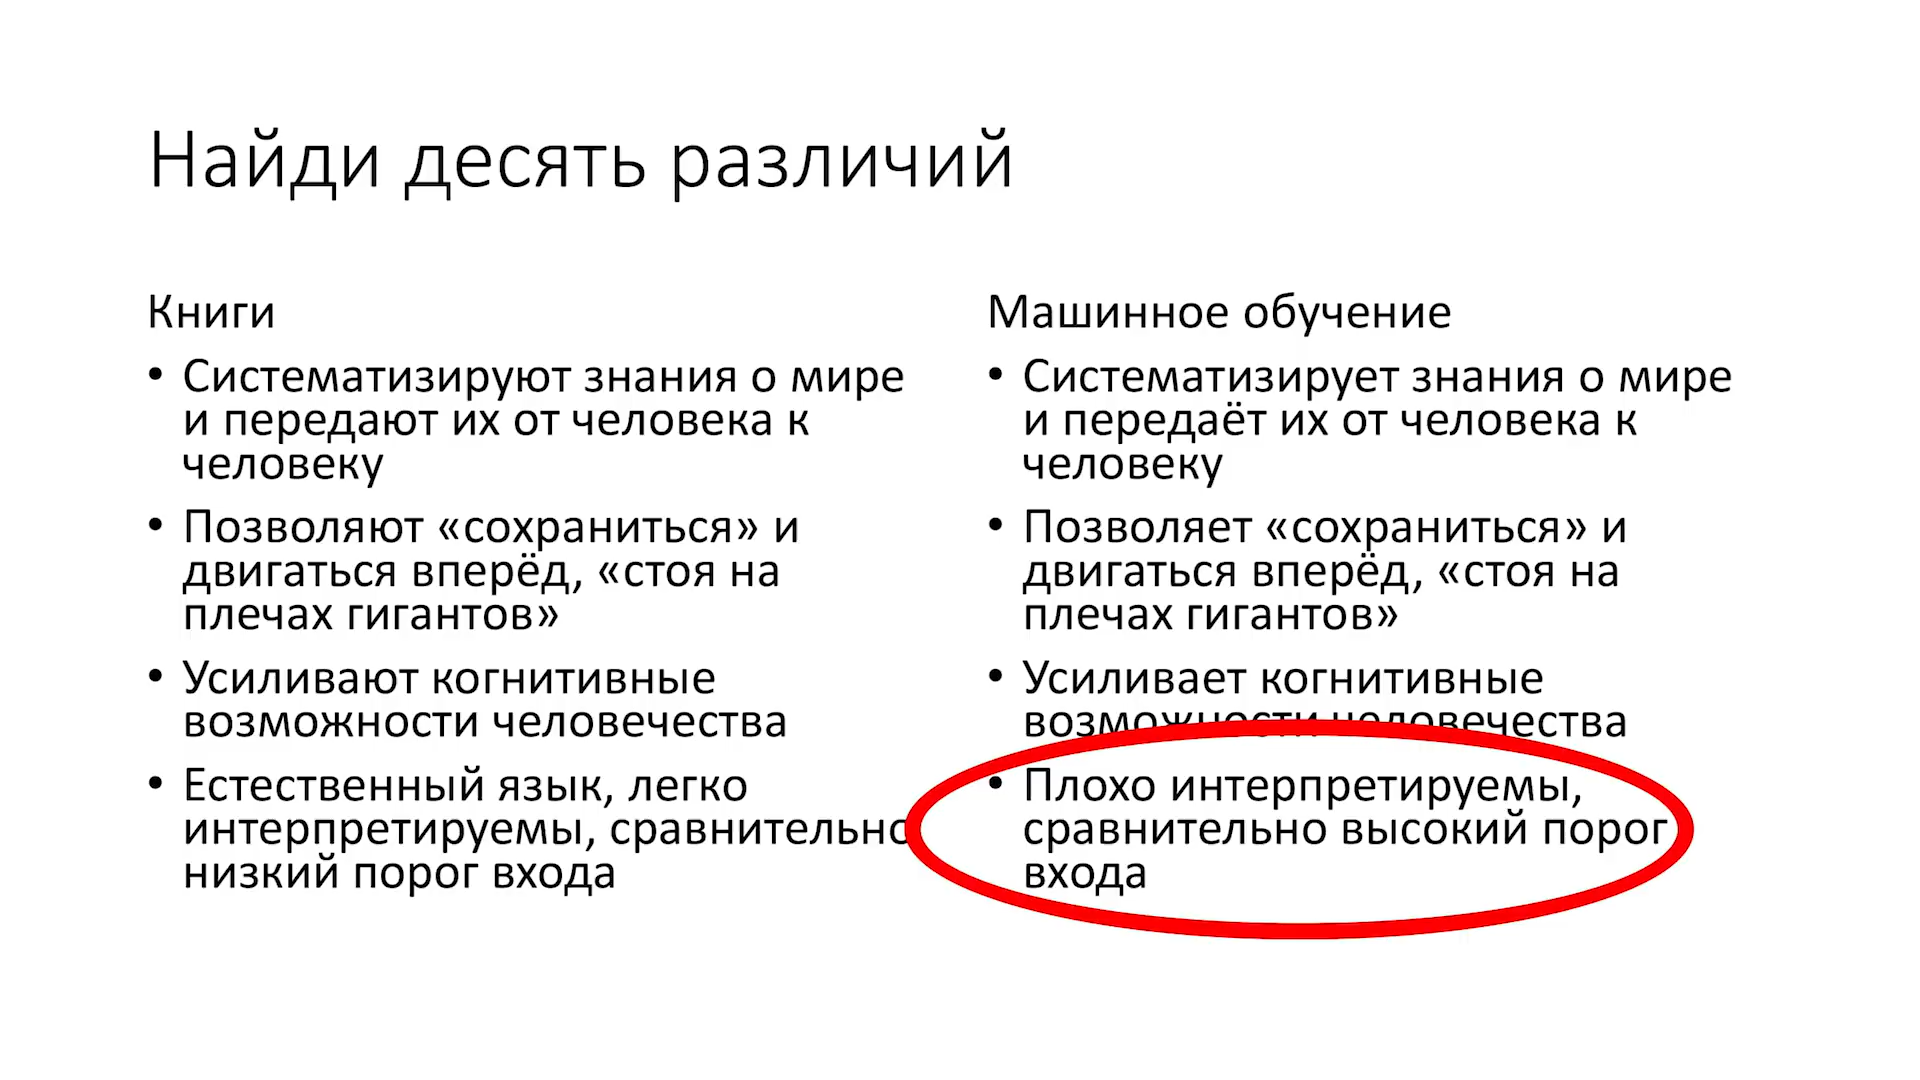 Найди десять различий
Книги
• Систематизируют знания о мире
и передают их от человека к
человеку
• Позволяют «сохраниться» и
двигаться вперёд, «стоя на
плечах гигантов»
• Усиливают когнитивные
возможности человечества
• Естественный язык, легко
интерпретируемы, сравнительно
низкий порог входа
Машинное обучение
• Систематизирует знания о мире
и передаёт их от человека к
человеку
• Позволяет «сохраниться» и
двигаться вперёд, «стоя на
плечах гигантов»
• Усиливает когнитивные
возможности человечества
• Плохо интерпретируемы,
сравнительно высокий порог
входа